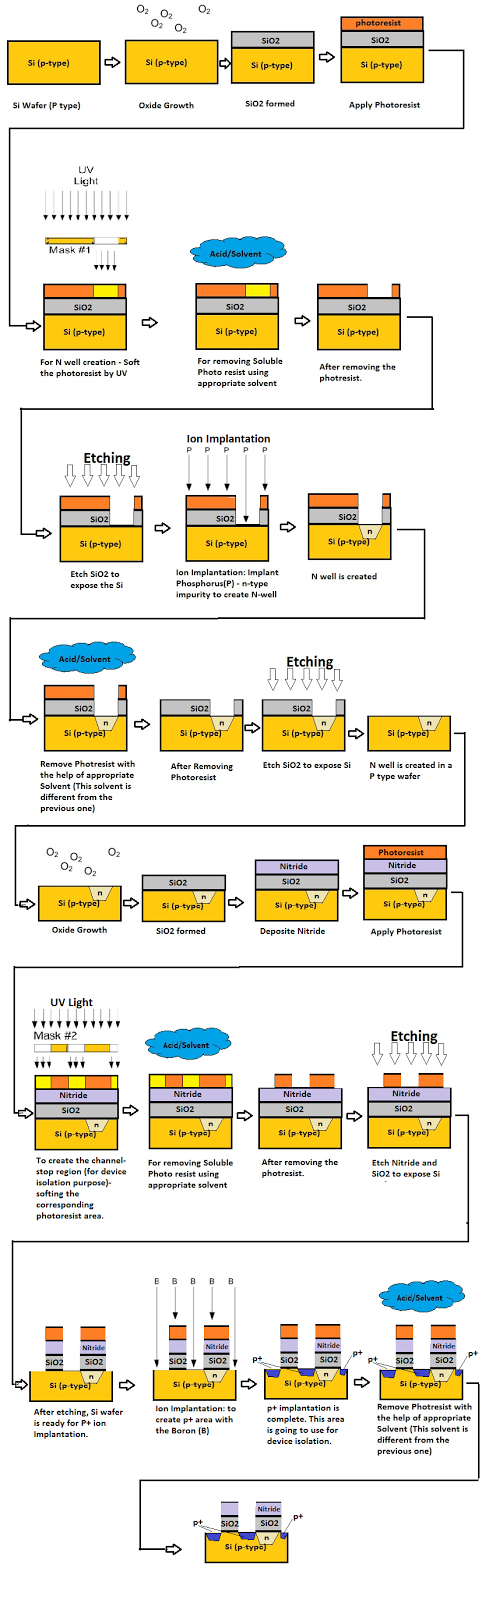 O2 O2 O2
O2 O2
photoresist
SiO2 SiO2
Si (p-type) Si (p-type) Si (p-type) Si (p-type)
Si Wafer (P type) Oxide Growth SiO2 formed Apply Photoresist
UV
Light
Mask #1
Acid/Solvent
SiO2 SiO2 SiO2
Si (p-type) Si (p-type) Si (p-type)
For N well creation - Soft
the photoresist by UV
For removing Soluble
Photo resist using
appropriate solvent
After removing the
photresist.
Etching
Ion Implantation
P P P P P
SiO2 SiO2 SiO2
n
Si (p-type) Si (p-type) Si (p-type)
Etch SiO2 to
expose the Si
Ion Implantation: Implant
Phosphorus(P) - n-type
impurity to create N-well
N well is created
Acid/Solvent
Etching
SiO2 SiO2 SiO2
n n n n
Si (p-type) Si (p-type) Si (p-type) Si (p-type)
Remove Photresist with
the help of appropriate
Solvent (This solvent is
different from the
previous one)
After Removing
Photoresist
Etch SiO2 to expose Si
N well is created in a
P type wafer
O2 O2 O2
O2 O2
Photoresist
Nitride Nitride
SiO2 SiO2 SiO2
n n n n
Si (p-type) Si (p-type) Si (p-type) Si (p-type)
Oxide Growth SiO2 formed Deposite Nitride Apply Photoresist
UV Light
Mask #2
Acid/Solvent
Etching
Nitride Nitride Nitride Nitride
SiO2 SiO2 SiO2 SiO2
n n n n
Si (p-type) Si (p-type) Si (p-type) Si (p-type)
To create the channel-
stop region (for device
isolation purpose)-
softing the
corresponding
photoresist area.
For removing Soluble
Photo resist using
appropriate solvent
After removing the
photresist.
Etch Nitride and
SiO2 to expose Si
B B B B B
Acid/Solvent
Nitride Nitride Nitride Nitride
SiO2 SiO2 SiO2 SiO2 SiO2 SiO2 SiO2 SiO2
p+ p+ p+ p+
n n n n
Si (p-type) Si (p-type) Si (p-type) Si (p-type)
After etching, Si wafer
is ready for P+ ion
Implantation.
Ion Implantation: to
create p+ area with
the Boron (B)
p+ implantation is
complete. This area
is going to use for
device isolation.
Remove Photresist with
the help of appropriate
Solvent (This solvent is
different from the
previous one)
Nitride
p+ SiO2 SiO2 p+
n
Si (p-type)